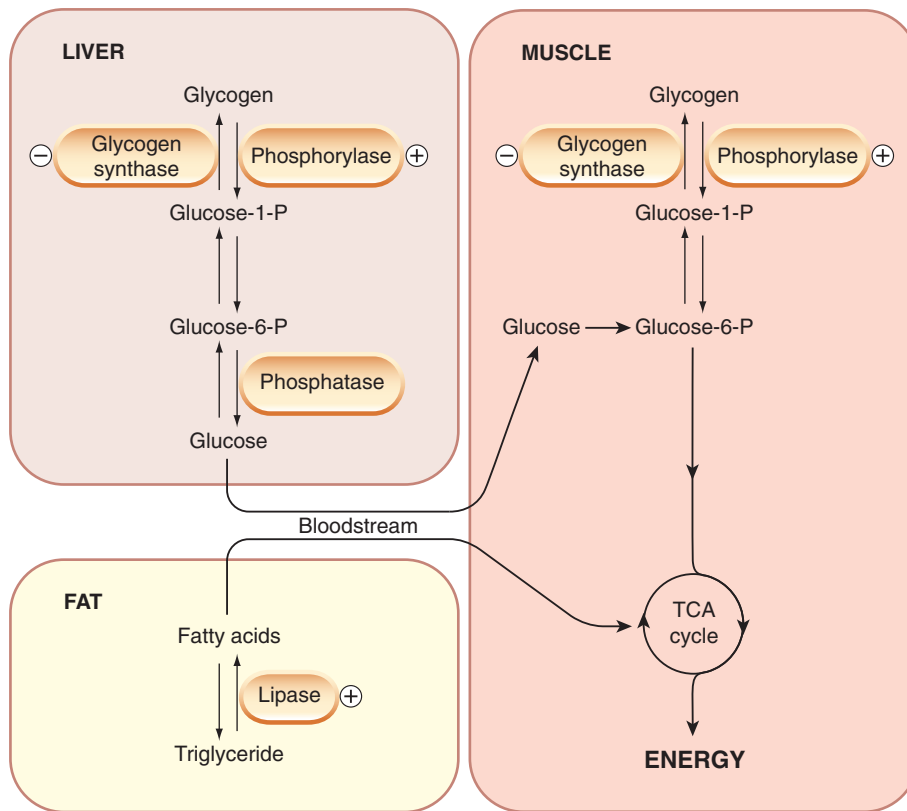 LIVER
Glycogen
−
Glycogen
synthase
Phosphorylase
+
Glucose-1-P
Glucose-6-P
Phosphatase
Glucose
MUSCLE
Glycogen
−
Glycogen
synthase
Phosphorylase
+
Glucose-1-P
Glucose
Glucose-6-P
Bloodstream
FAT
Fatty acids
Lipase
+
Triglyceride
TCA
cycle
ENERGY